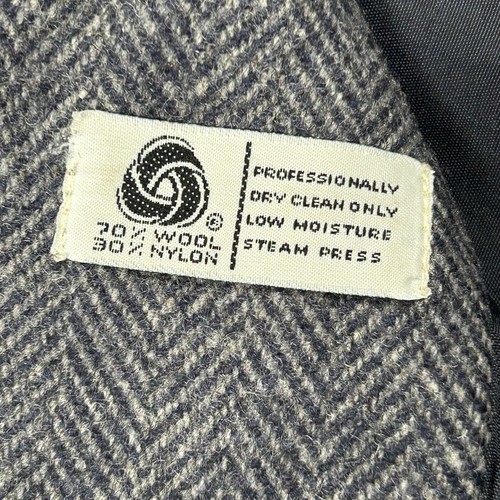 ®
70% WOOL
30% NYLON
PROFESSIONALLY
DRY CLEAN ONLY
LOW MOISTURE
STEAM PRESS